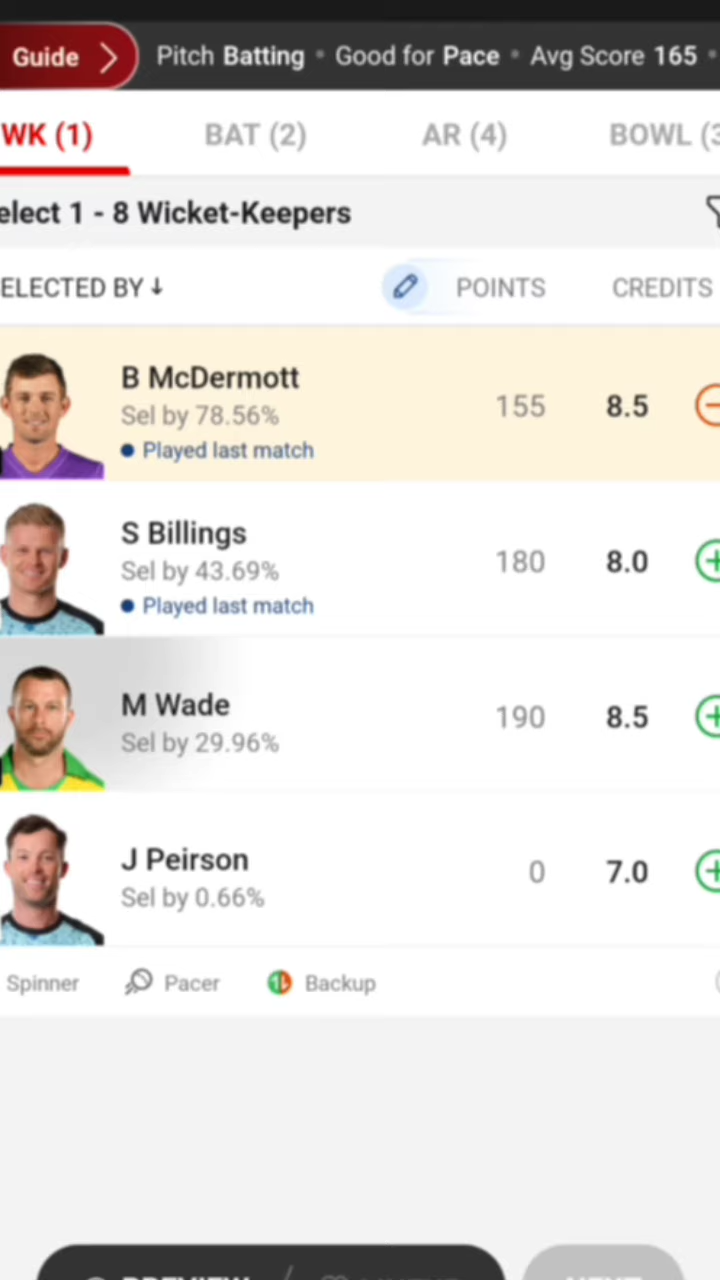 Guide Pitch Batting • Good for Pace • Avg Score 165 •
WK (1) BAT (2) AR (4) BOWL (3
elect 1 - 8 Wicket-Keepers
ELECTED BY ↓ POINTS CREDITS
B McDermott
Sel by 78.56% 155 8.5
Played last match
S Billings
Sel by 43.69% 180 8.0
Played last match
M Wade
Sel by 29.96% 190 8.5
J Peirson
Sel by 0.66% 0 7.0
Spinner Pacer Backup
PREVIEW /